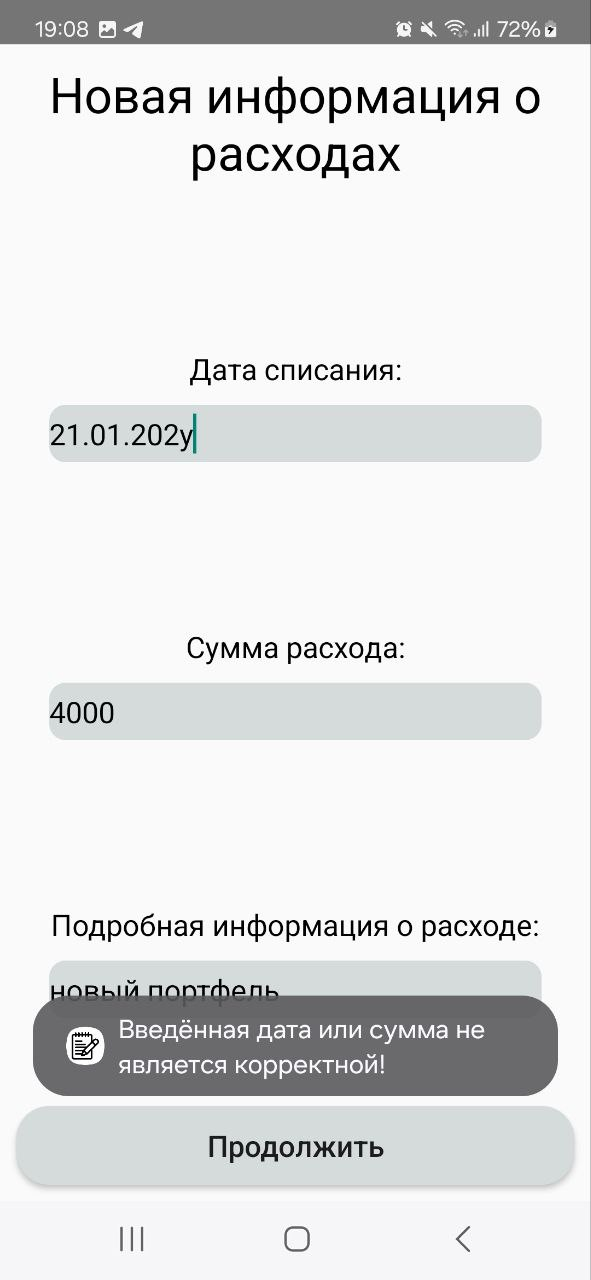 19:08
72%
Новая информация о
расходах
Дата списания:
21.01.202у
Сумма расхода:
4000
Подробная информация о расходе:
новый портфель
Введённая дата или сумма не
является корректной!
Продолжить